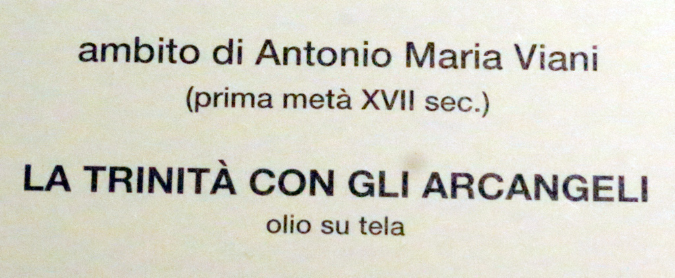 ambito di Antonio Maria Viani
(prima metà XVII sec.)
LA TRINITÀ CON GLI ARCANGELI
olio su tela